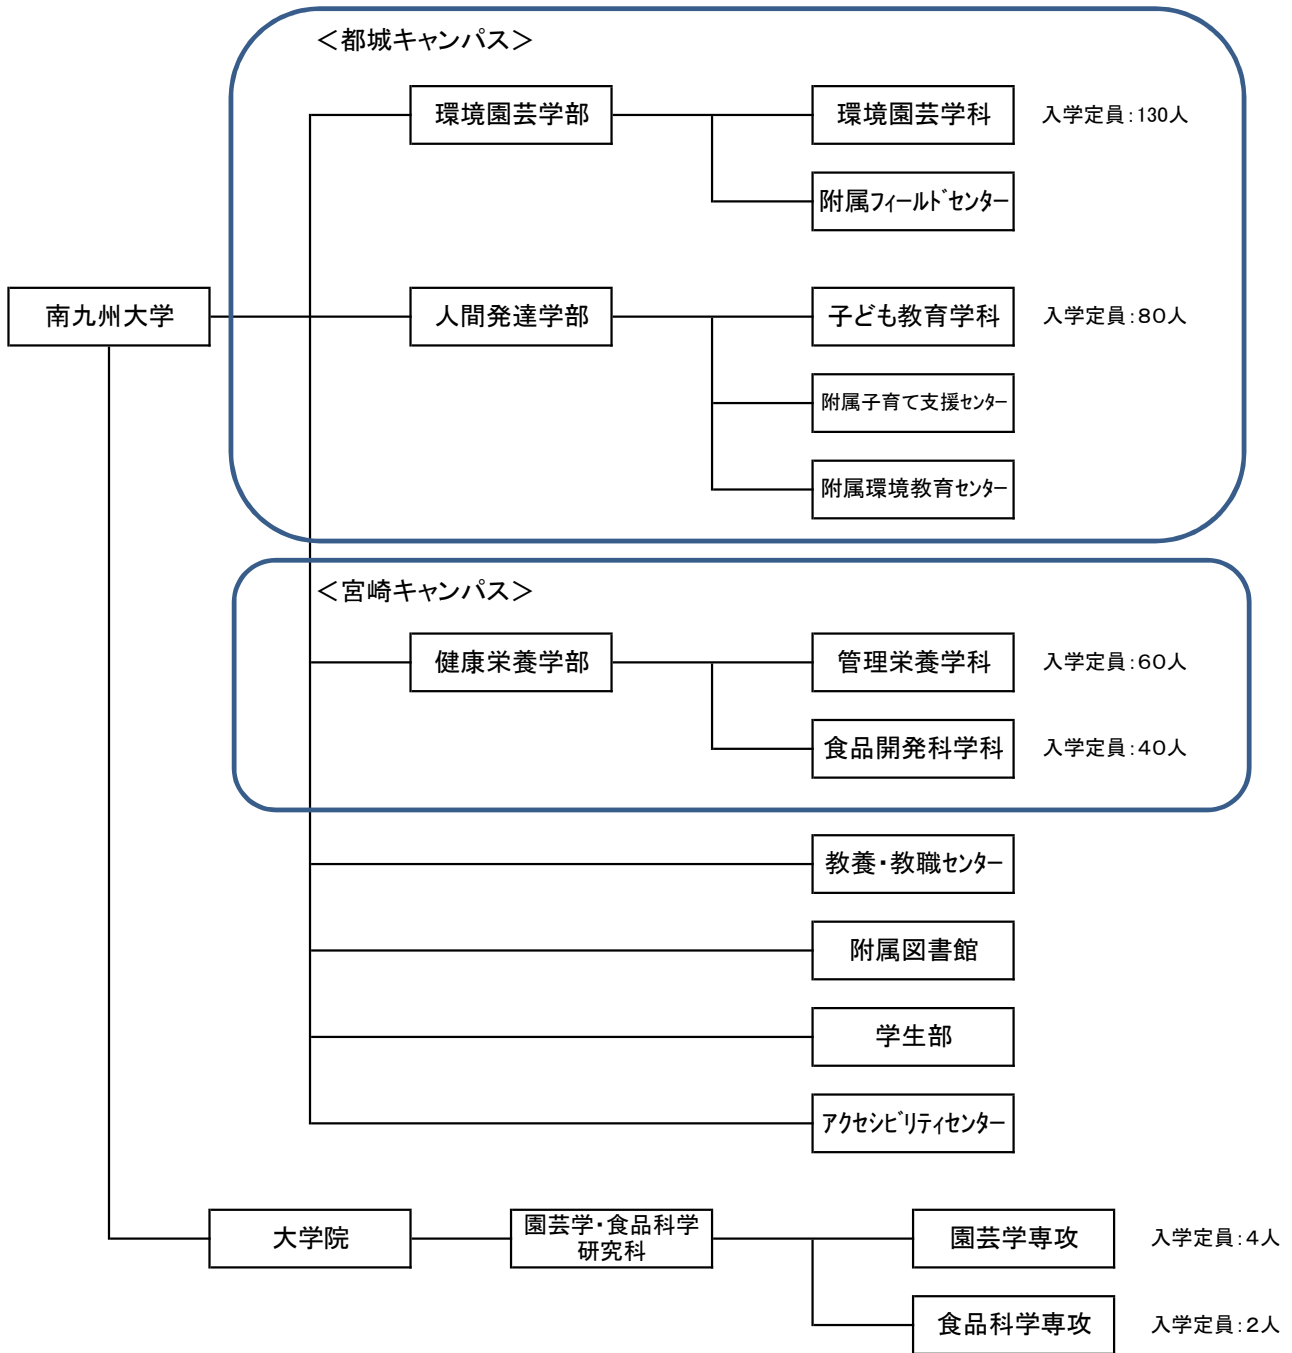 ＜都城キャンパス＞
環境園芸学部
環境園芸学科
入学定員：130人
附属ﾌｨｰﾙﾄﾞｾﾝﾀｰ
南九州大学
人間発達学部
子ども教育学科
入学定員：８０人
附属子育て支援ｾﾝﾀｰ
附属環境教育ｾﾝﾀｰ
＜宮崎キャンパス＞
健康栄養学部
管理栄養学科
入学定員：６０人
食品開発科学科
入学定員：４０人
教養・教職ｾﾝﾀｰ
附属図書館
学生部
ｱｸｾｼﾋﾞﾘﾃｨｾﾝﾀｰ
大学院
園芸学・食品科学
研究科
園芸学専攻
入学定員：４人
食品科学専攻
入学定員：２人